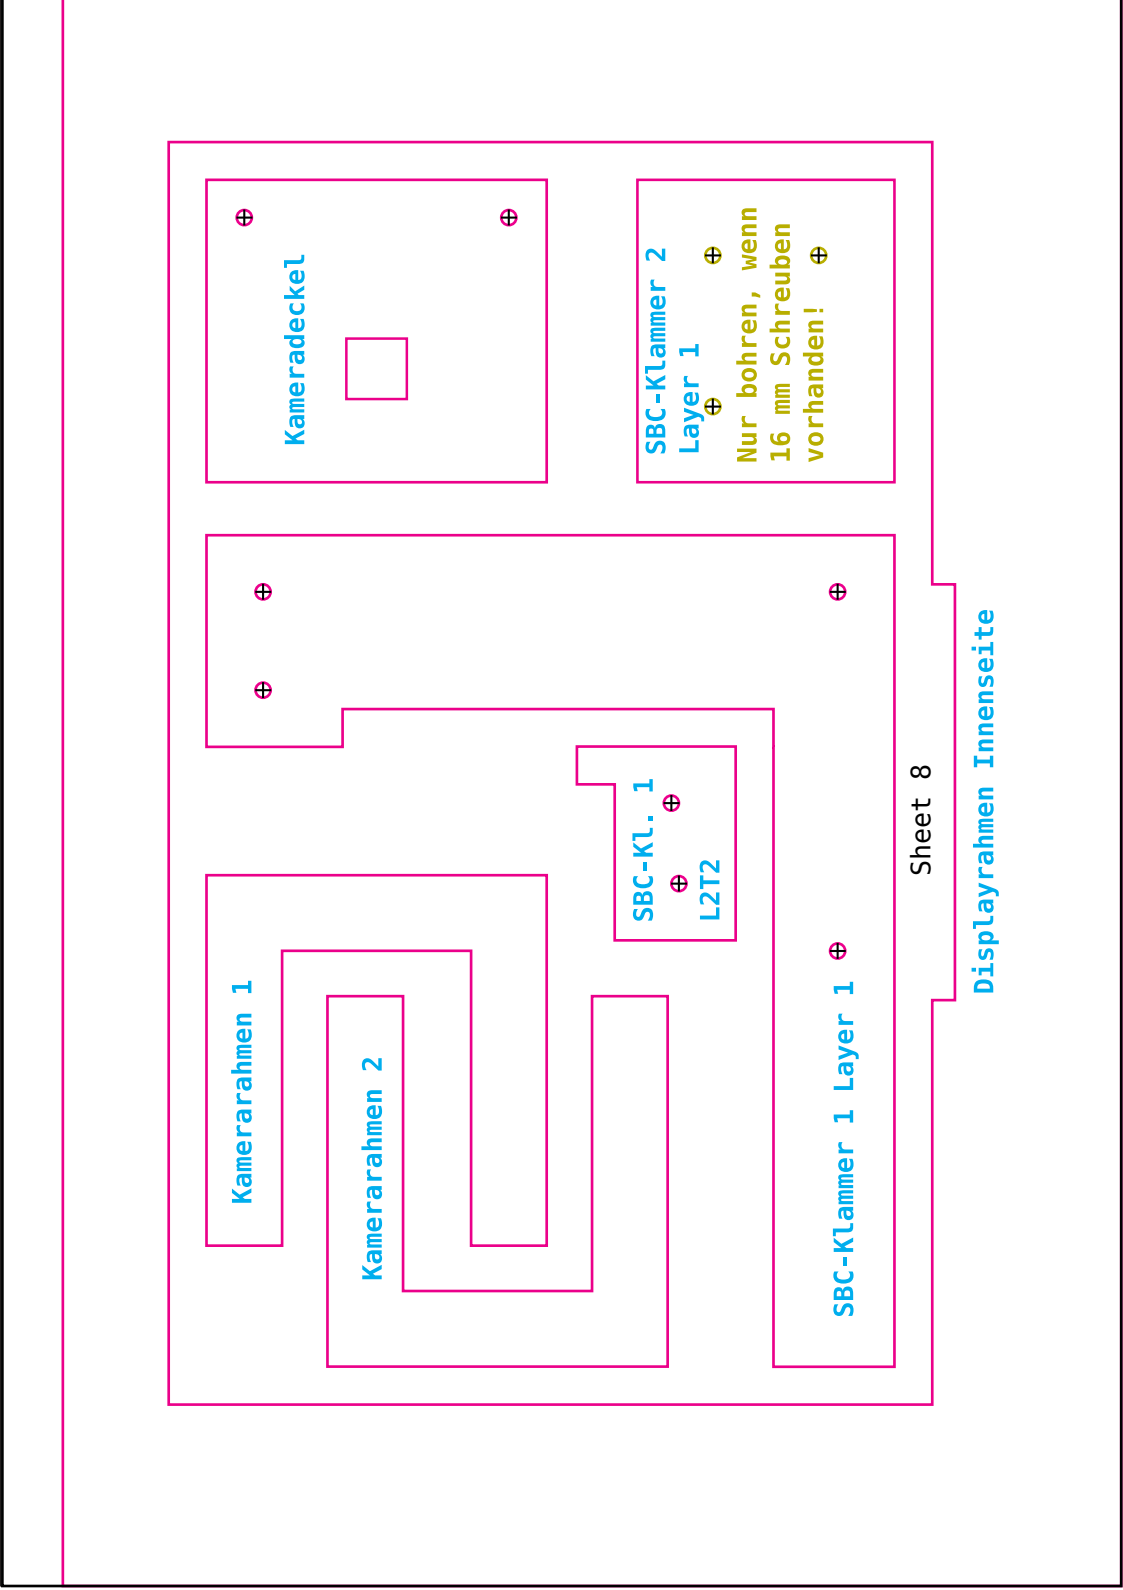 Kameradeckel
SBC-Klammer 2
Layer 1
Nur bohren, wenn
16 mm Schreuben
vorhanden!
SBC-Kl. 1
L2T2
Kamerarahmen 1
Kamerarahmen 2
SBC-Klammer 1 Layer 1
Sheet 8
Displayrahmen Innenseite